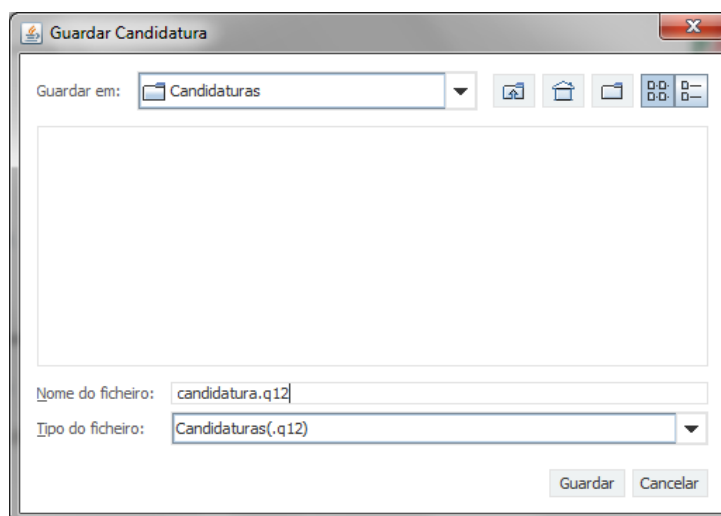 Guardar Candidatura
Guardar em: Candidaturas
Nome do ficheiro: candidatura.q12
Tipo do ficheiro: Candidaturas(.q12)
Guardar Cancelar